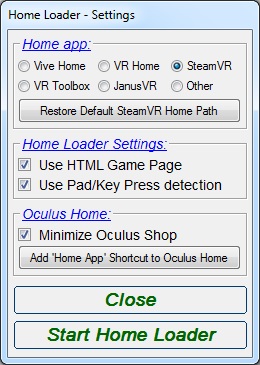 Home Loader - Settings
Home app:
Vive Home VR Home SteamVR
VR Toolbox JanusVR Other
Restore Default SteamVR Home Path
Home Loader Settings:
Use HTML Game Page
Use Pad/Key Press detection
Oculus Home:
Minimize Oculus Shop
Add 'Home App' Shortcut to Oculus Home
Close
Start Home Loader